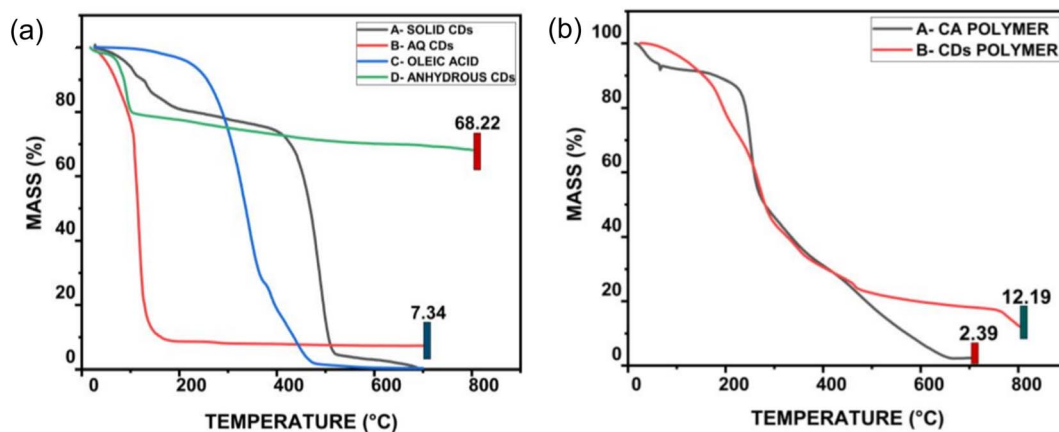 (a)
A- SOLID CDs
B- AQ CDs
C- OLEIC ACID
D- ANHYDROUS CDs
MASS (%)
80
60
40
20
0
68.22
7.34
0 200 400 600 800
TEMPERATURE (°C)
(b)
A- CA POLYMER
B- CDs POLYMER
MASS (%)
100
80
60
40
20
0
12.19
2.39
0 200 400 600 800
TEMPERATURE (°C)